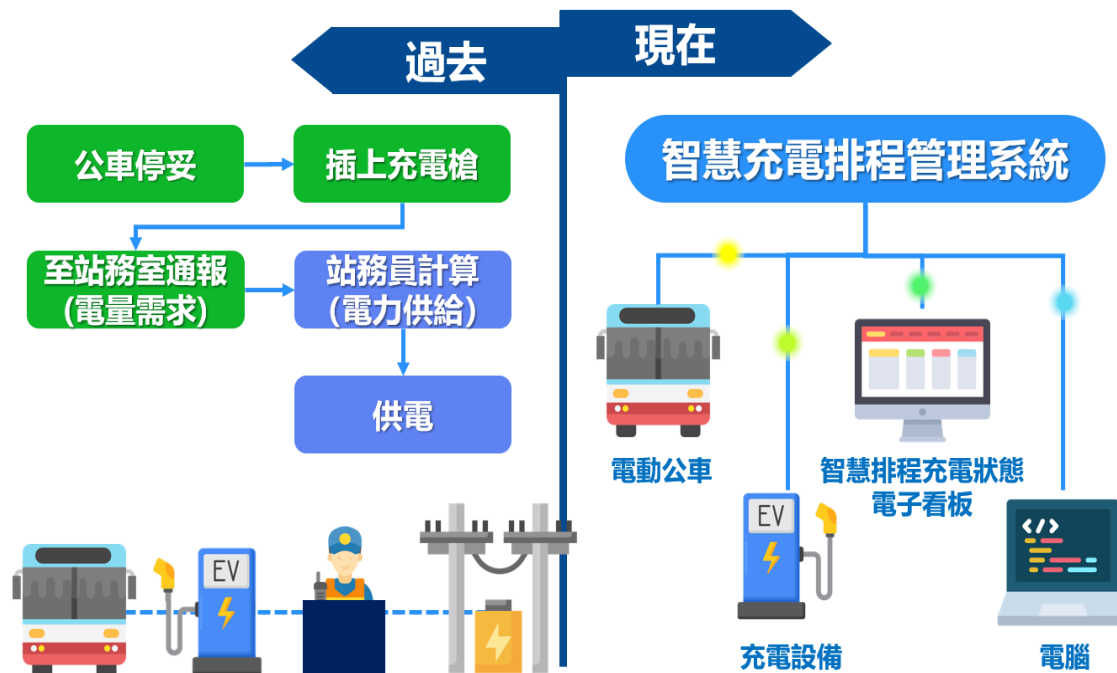 過去
現在
公車停妥
插上充電槍
至站務室通報
(電量需求)
站務員計算
(電力供給)
供電
EV
智慧充電排程管理系統
電動公車
智慧排程充電狀態
電子看板
EV
</>
充電設備
電腦